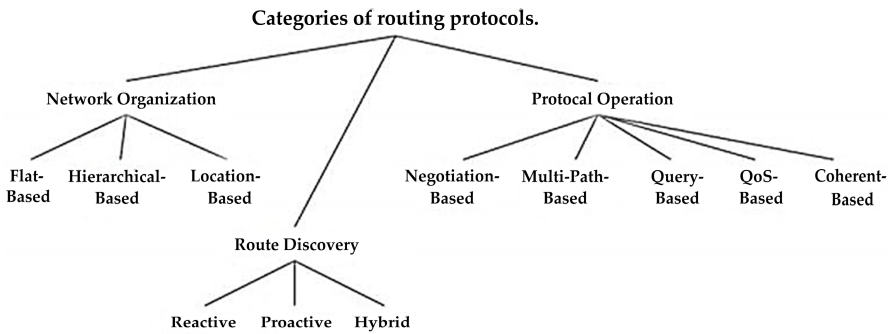 Categories of routing protocols.
Network Organization
Protocal Operation
Flat-
Based
Hierarchical-
Based
Location-
Based
Negotiation-
Based
Multi-Path-
Based
Query-
Based
QoS-
Based
Coherent-
Based
Route Discovery
Reactive
Proactive
Hybrid